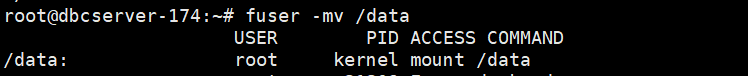 root@dbcserver-174:~# fuser -mv /data
                     USER        PID ACCESS COMMAND
/data:               root     kernel mount /data